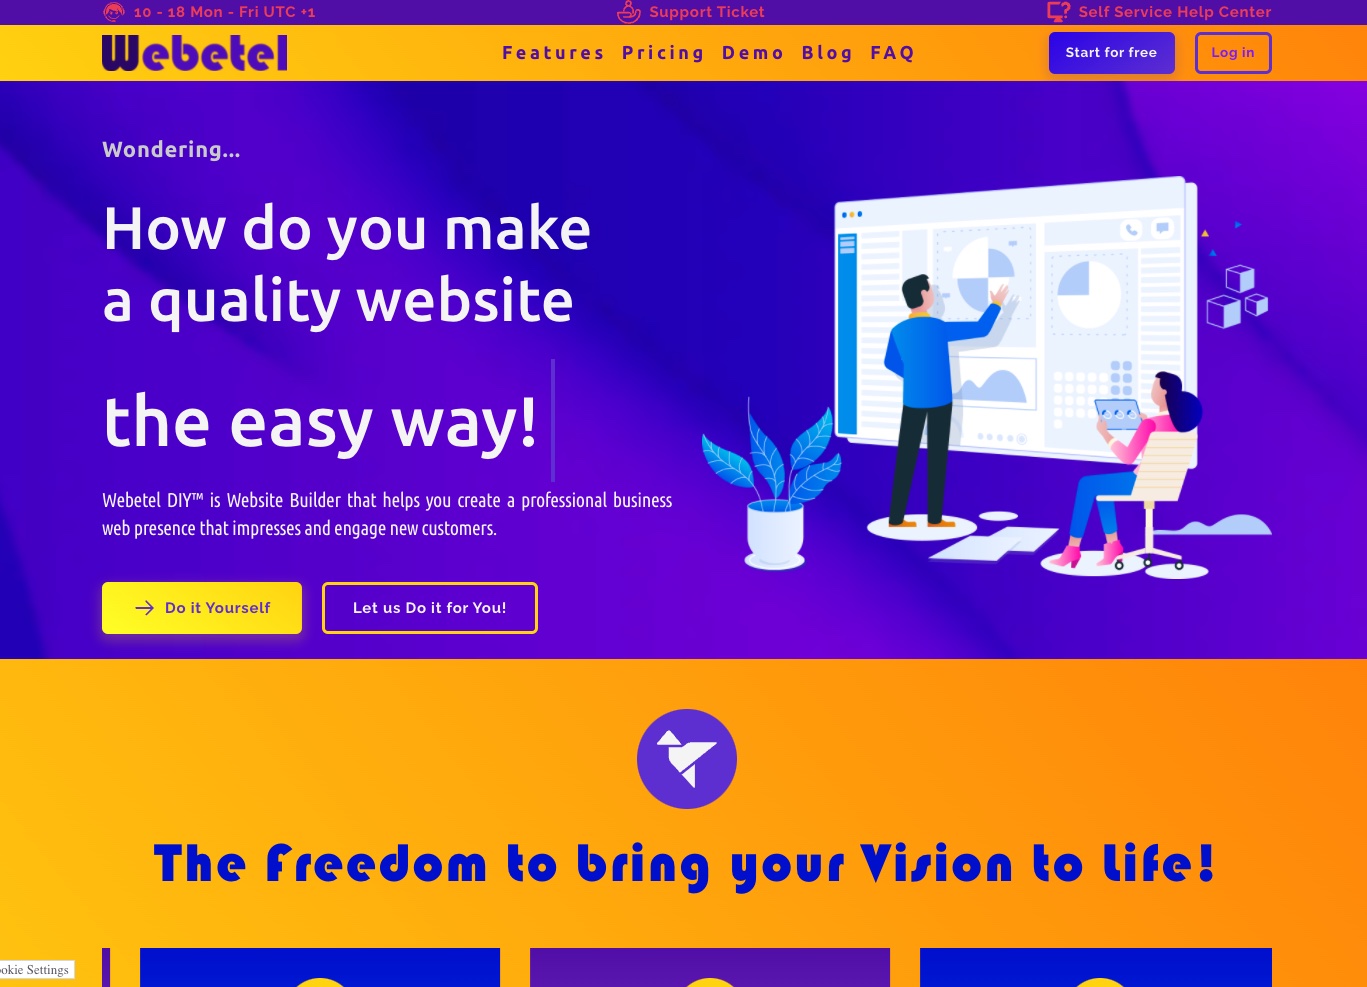 10 - 18 Mon - Fri UTC +1
Support Ticket
Self Service Help Center
Webetel
Features Pricing Demo Blog FAQ
Start for free
Log in
Wondering...
How do you make
a quality website
the easy way!
Webetel DIY™ is Website Builder that helps you create a professional business
web presence that impresses and engage new customers.
Do it Yourself
Let us Do it for You!
The Freedom to bring your Vision to Life!
ookie Settings